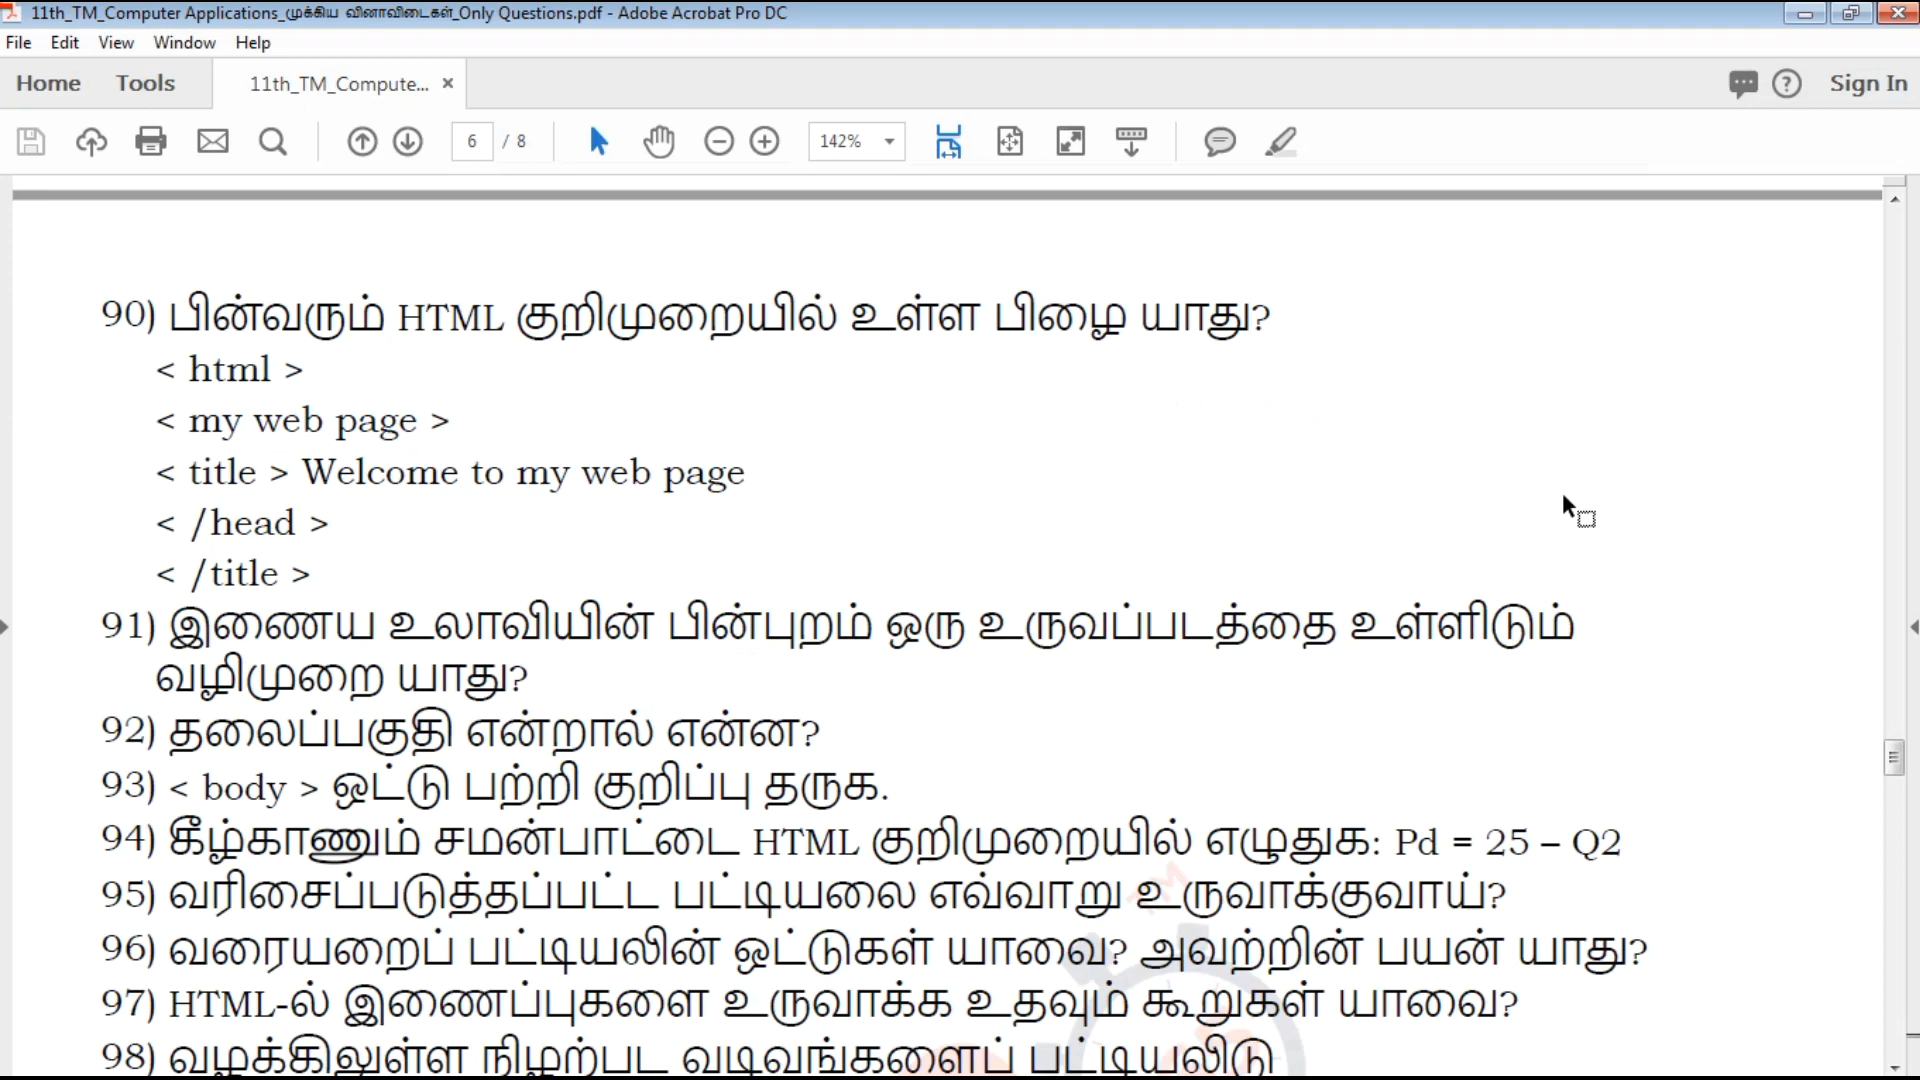 11th_TM_Computer Applications_முக்கிய வினாவிடைகள்_Only Questions.pdf - Adobe Acrobat Pro DC
File Edit View Window Help
Home Tools 11th_TM_Compute... × Sign In
6 / 8 142%
90) பின்வரும் HTML குறிமுறையில் உள்ள பிழை யாது?
< html >
< my web page >
< title > Welcome to my web page
< /head >
< /title >
91) இணைய உலாவியின் பின்புறம் ஒரு உருவப்படத்தை உள்ளிடும்
வழிமுறை யாது?
92) தலைப்பகுதி என்றால் என்ன?
93) < body > ஒட்டு பற்றி குறிப்பு தருக.
94) கீழ்காணும் சமன்பாட்டை HTML குறிமுறையில் எழுதுக: Pd = 25 – Q2
95) வரிசைப்படுத்தப்பட்ட பட்டியலை எவ்வாறு உருவாக்குவாய்?
96) வரையறைப் பட்டியலின் ஒட்டுகள் யாவை? அவற்றின் பயன் யாது?
97) HTML-ல் இணைப்புகளை உருவாக்க உதவும் கூறுகள் யாவை?
98) வழக்கிலுள்ள நிழற்பட வடிவங்களைப் பட்டியலிடு
TM